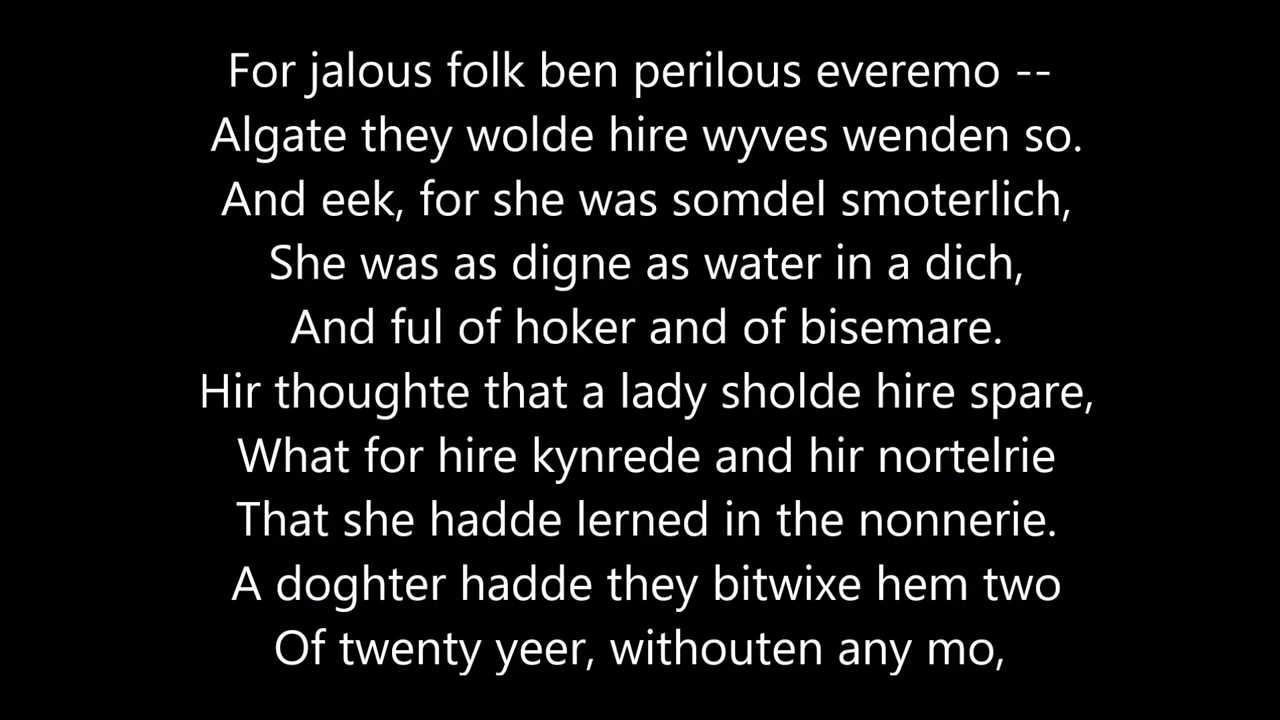 For jalous folk ben perilous everemo --
Algate they wolde hire wyves wenden so.
And eek, for she was somdel smoterlich,
She was as digne as water in a dich,
And ful of hoker and of bisemare.
Hir thoughte that a lady sholde hire spare,
What for hire kynrede and hir nortelrie
That she hadde lerned in the nonnerie.
A doghter hadde they bitwixe hem two
Of twenty yeer, withouten any mo,